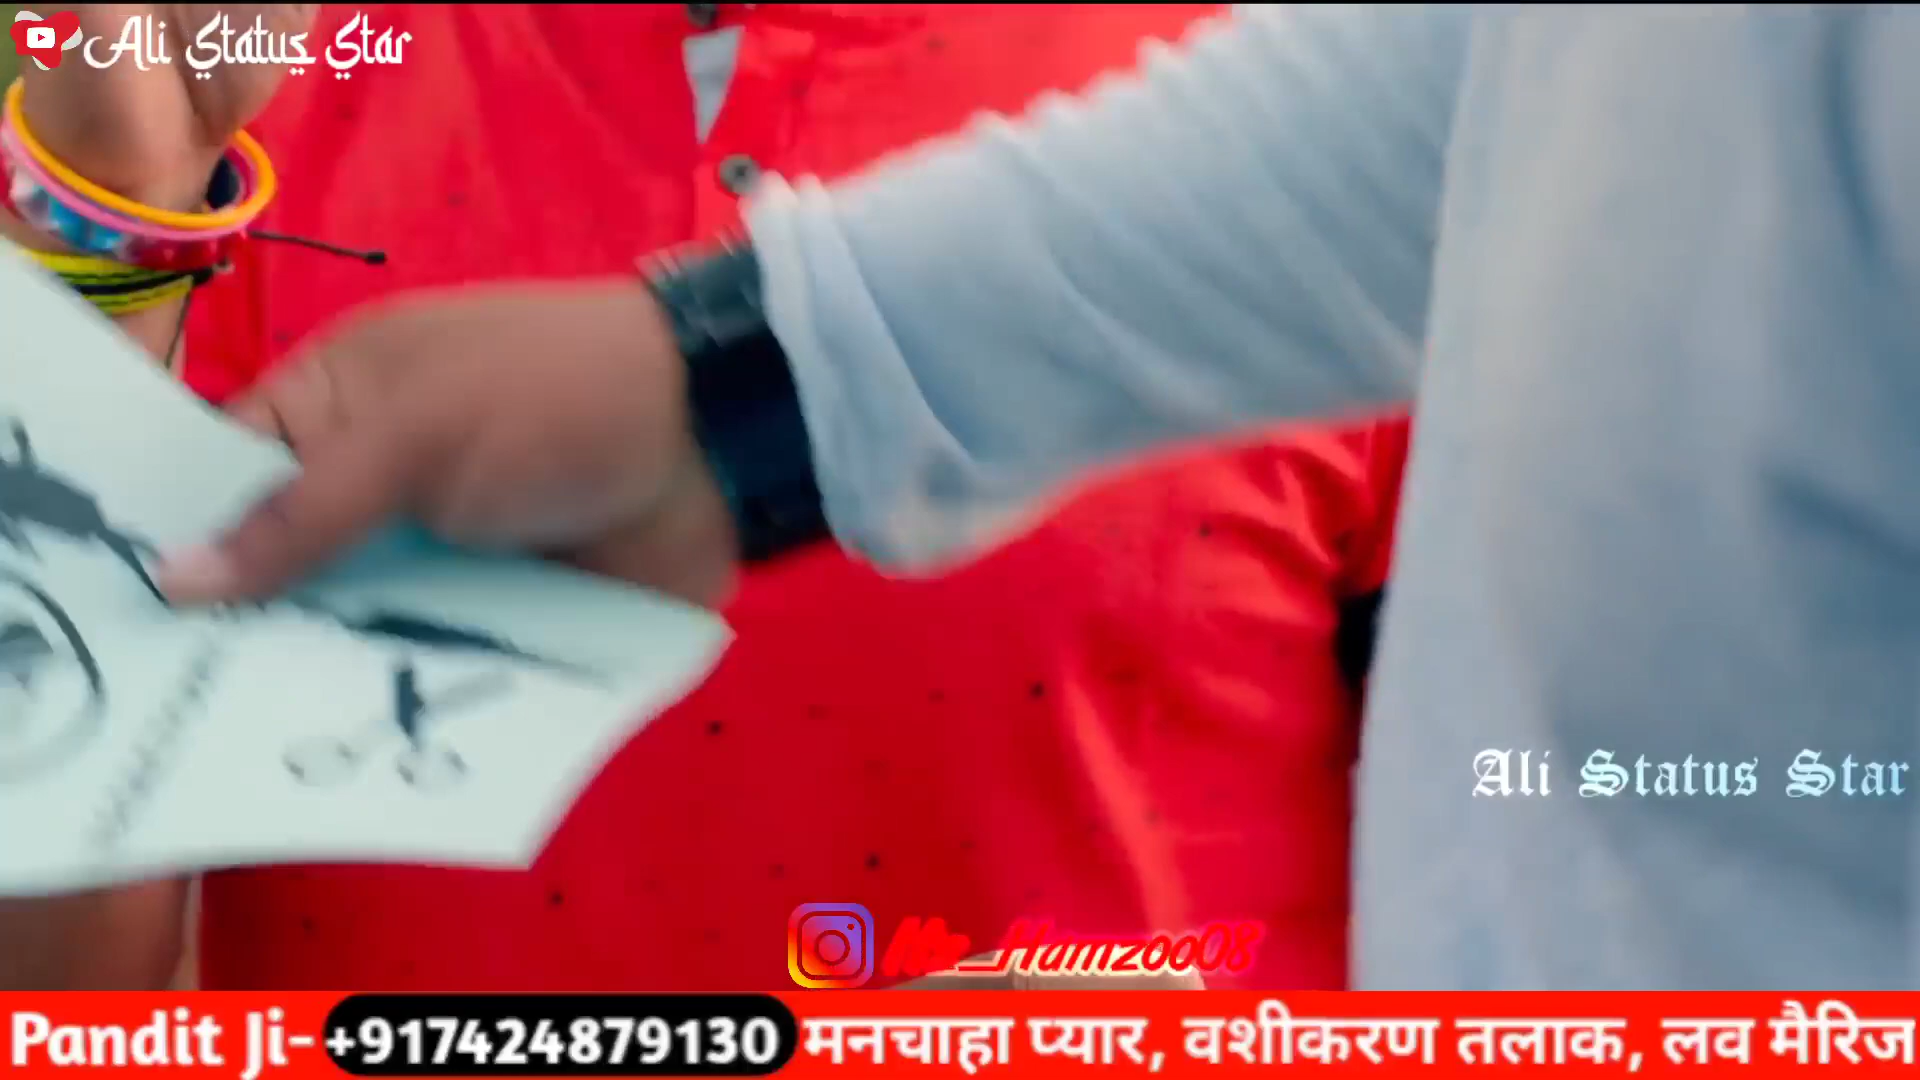 Ali Status Star
Ali Status Star
Pandit Ji- +917424879130 मनचाहा प्यार, वशीकरण तलाक, लव मैरिज